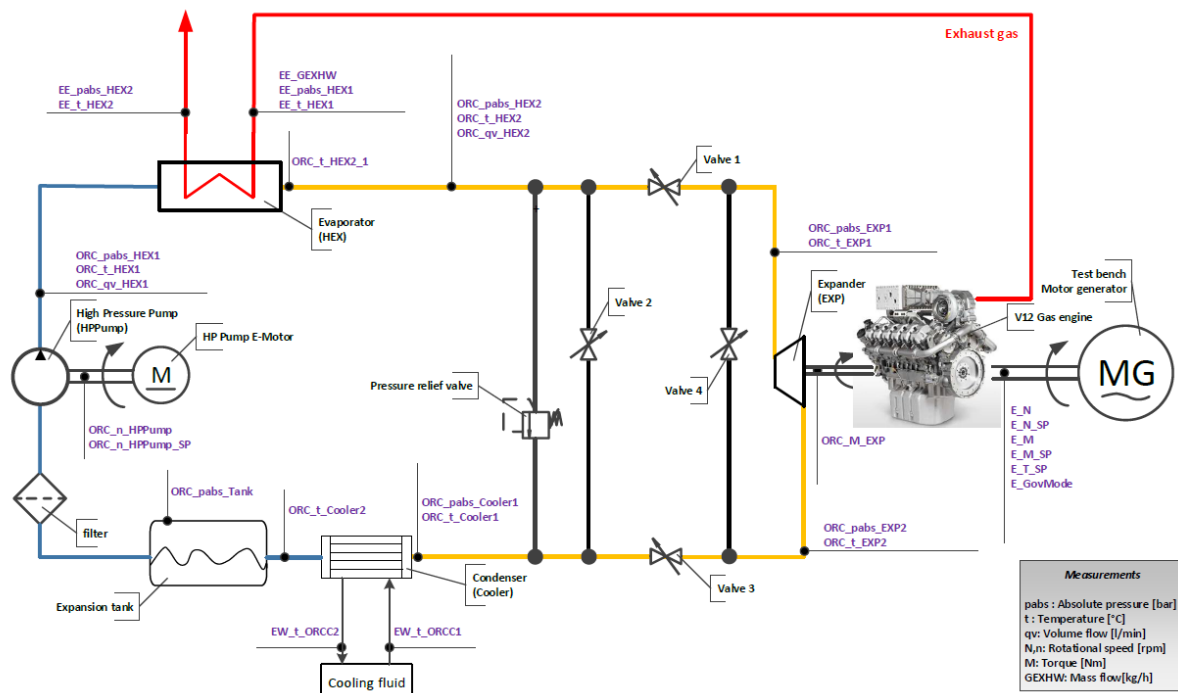 Exhaust gas
EE_pabs_HEX2
EE_t_HEX2
EE_GEXHW
EE_pabs_HEX1
EE_t_HEX1
ORC_pabs_HEX2
ORC_t_HEX2
ORC_qv_HEX2
ORC_t_HEX2_1
Valve 1
Evaporator
(HEX)
ORC_pabs_EXP1
ORC_t_EXP1
ORC_pabs_HEX1
ORC_t_HEX1
ORC_qv_HEX1
Expander
(EXP)
Test bench
Motor generator
High Pressure Pump
(HPPump)
HP Pump E-Motor
Valve 2
V12 Gas engine
M
MG
Pressure relief valve
Valve 4
ORC_n_HPPump
ORC_n_HPPump_SP
ORC_M_EXP
E_N
E_N_SP
E_M
E_M_SP
E_T_SP
E_GovMode
ORC_pabs_Tank
ORC_t_Cooler2
ORC_pabs_Cooler1
ORC_t_Cooler1
filter
ORC_pabs_EXP2
ORC_t_EXP2
Expansion tank
Condenser
(Cooler)
Valve 3
EW_t_ORCC2
EW_t_ORCC1
Cooling fluid
Measurements
pabs : Absolute pressure [bar]
t : Temperature [°C]
qv: Volume flow [l/min]
N,n: Rotational speed [rpm]
M: Torque [Nm]
GEXHW: Mass flow[kg/h]